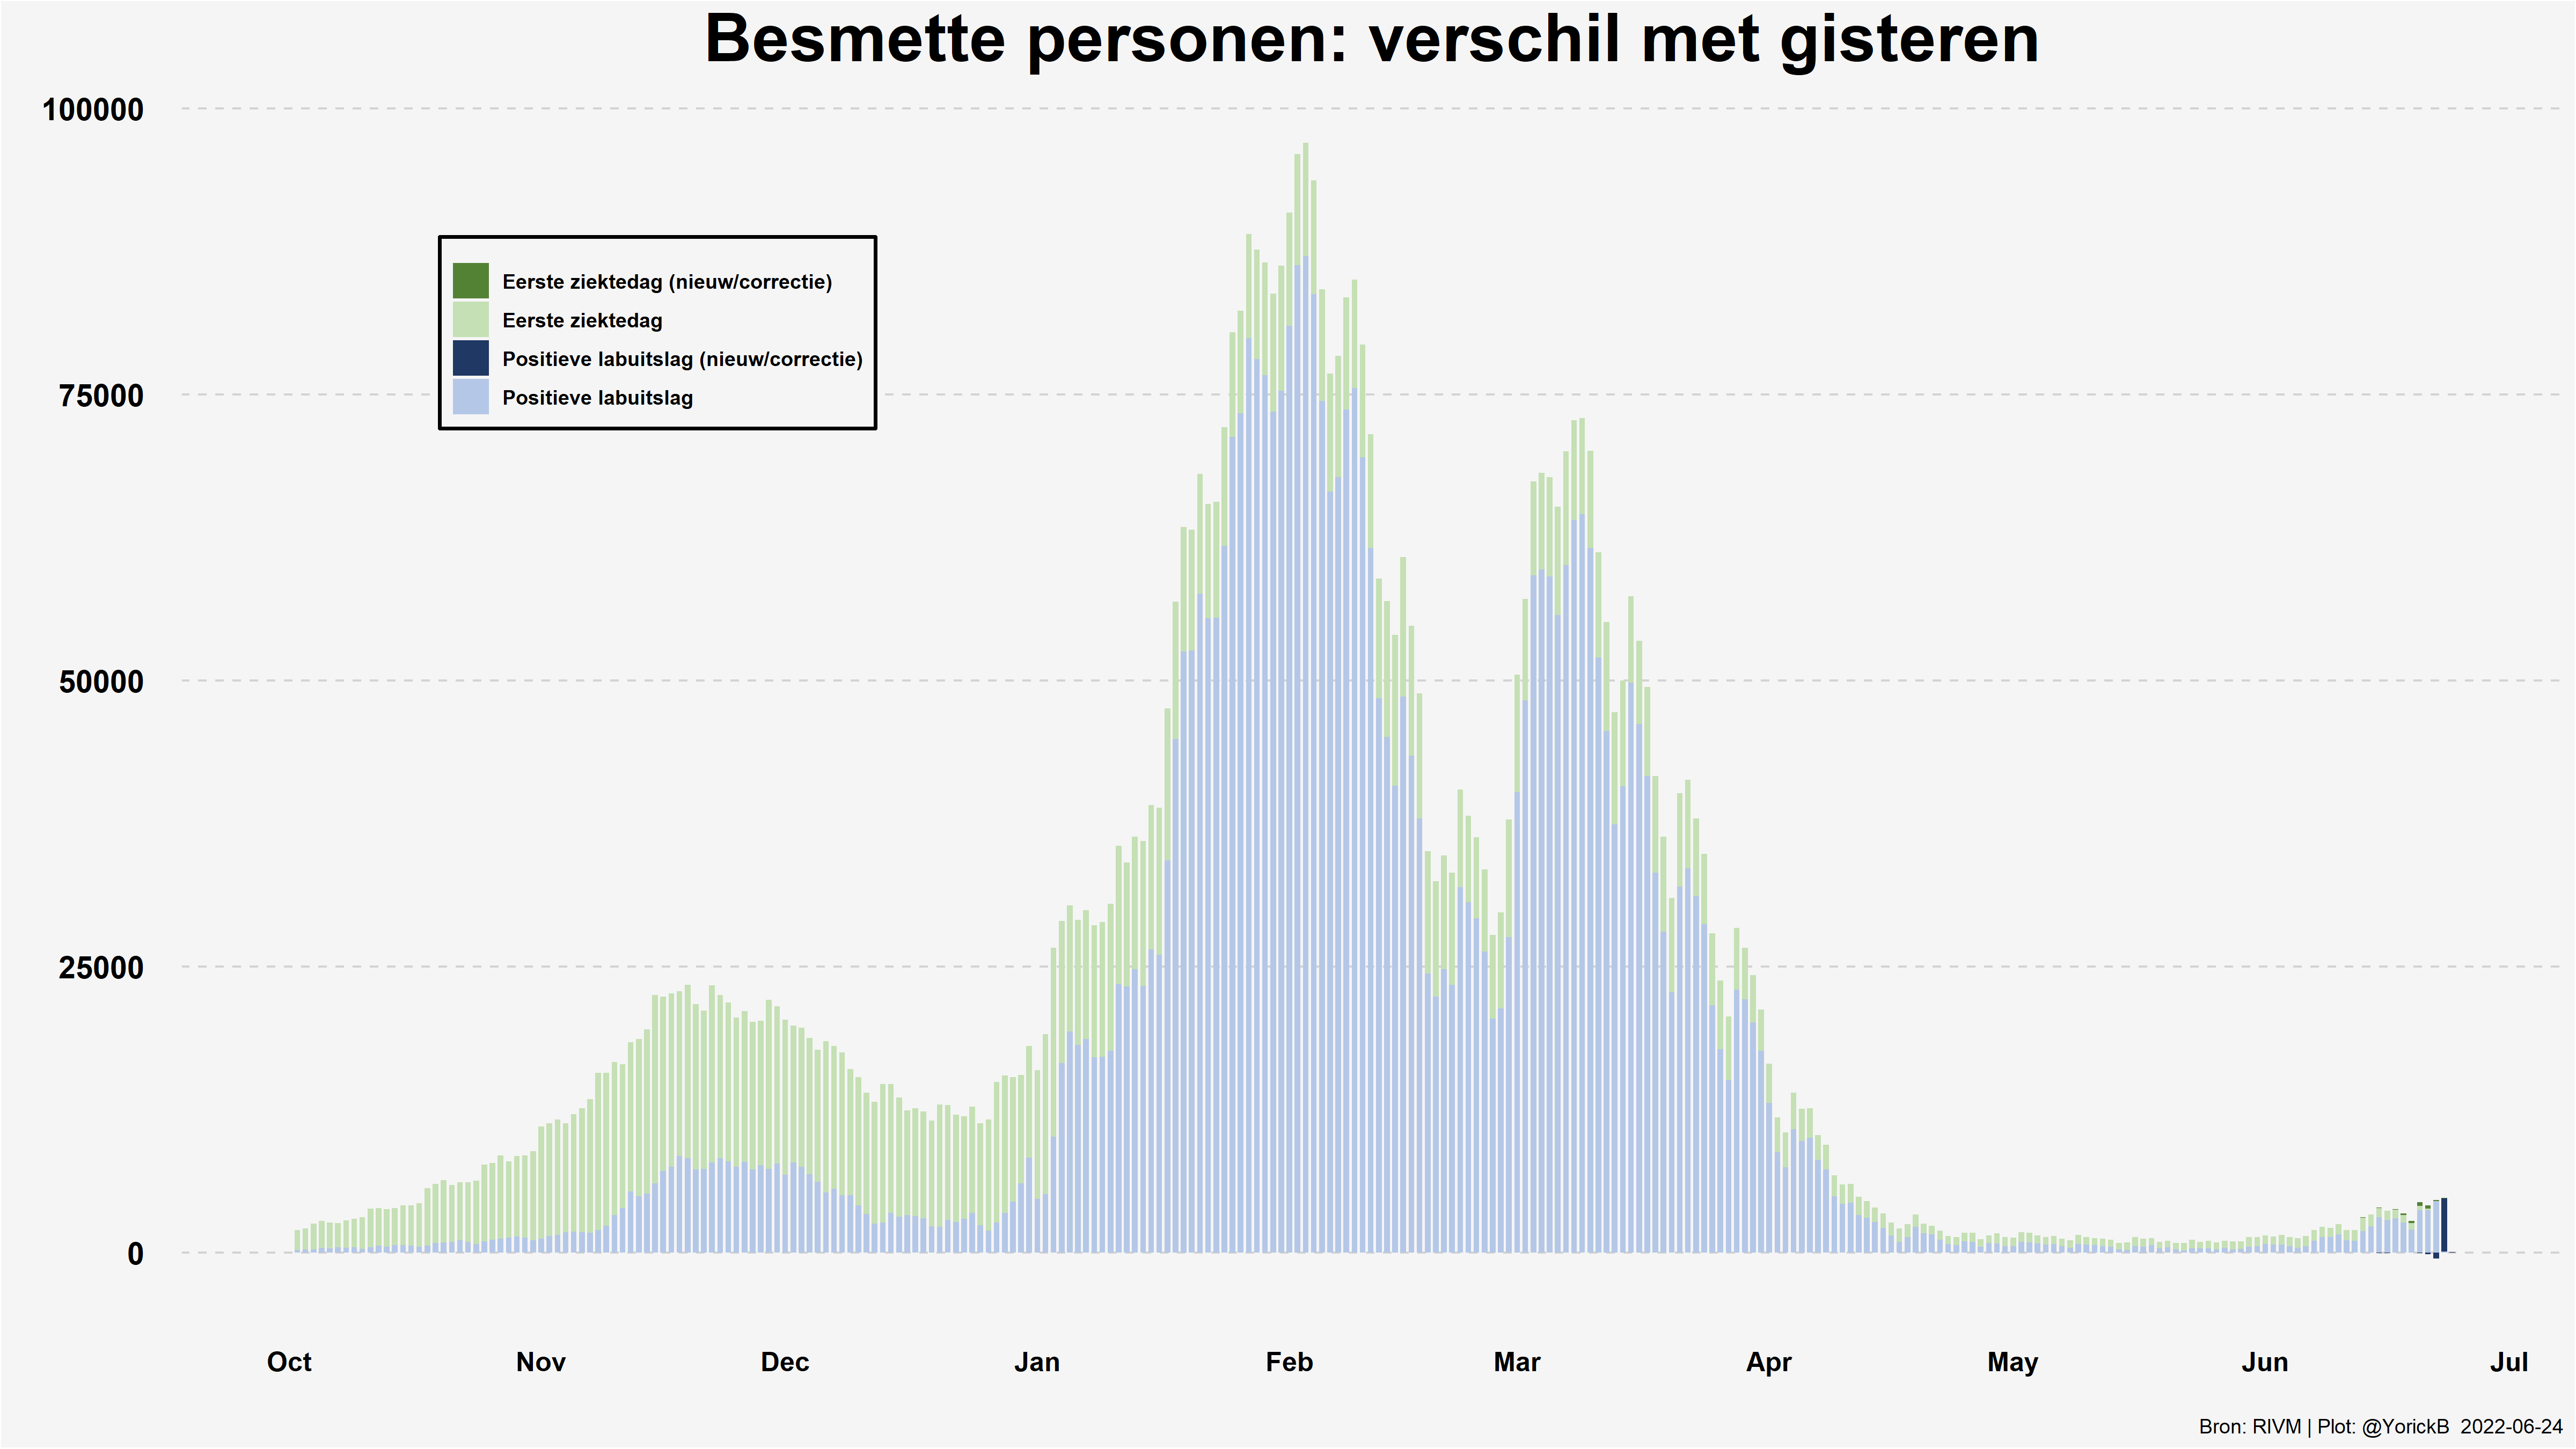 Besmette personen: verschil met gisteren
100000
75000
50000
25000
0
Eerste ziektedag (nieuw/correctie)
Eerste ziektedag
Positieve labuitslag (nieuw/correctie)
Positieve labuitslag
Oct Nov Dec Jan Feb Mar Apr May Jun Jul
Bron: RIVM | Plot: @YorickB 2022-06-24